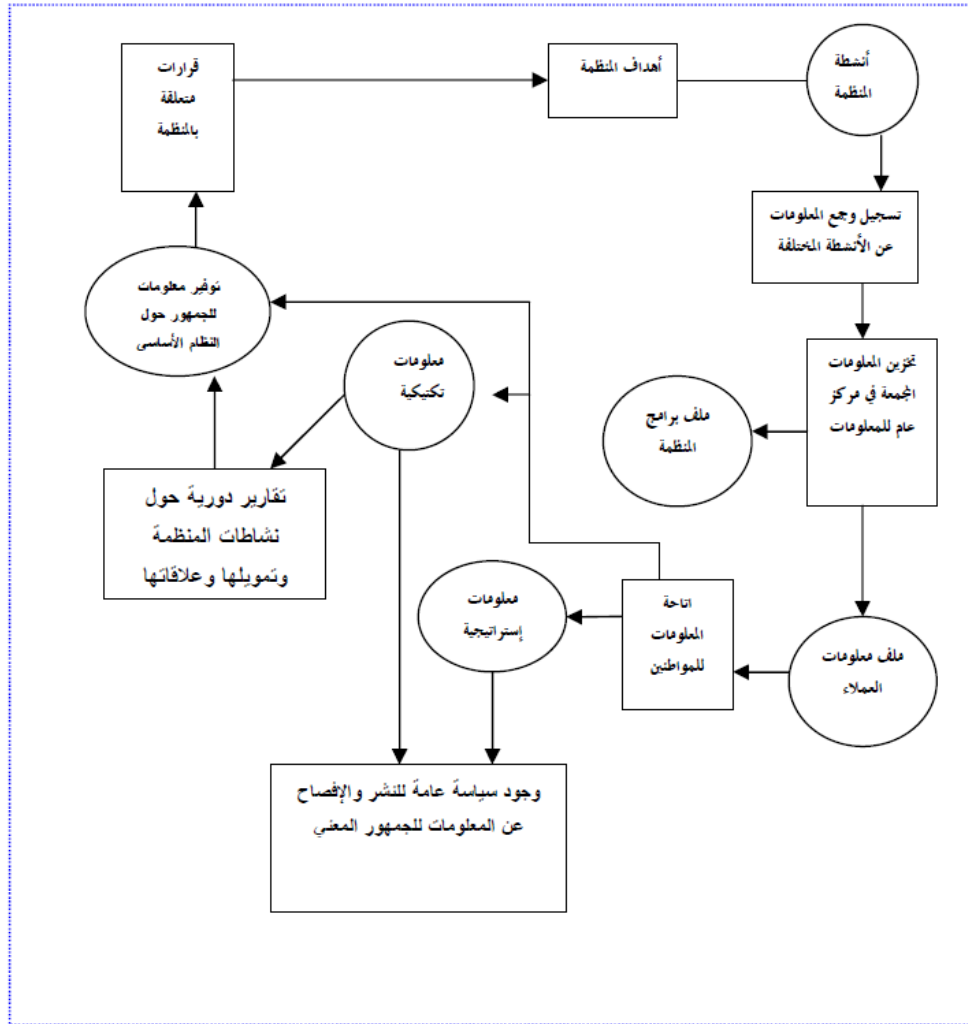 أنشطة
المنظمة
أهداف المنظمة
قرارات
متعلقة
بالمنظمة
تسجيل وجمع المعلومات
عن الأنشطة المختلفة
توفير معلومات
للجمهور حول
النظام الأساسى
معلومات
تكتيكية
تخزين المعلومات
المجمعة في مركز
عام للمعلومات
ملف برامج
المنظمة
تقارير دورية حول
نشاطات المنظمة
وتمويلها وعلاقاتها
معلومات
إستراتيجية
اتاحة
المعلومات
للمواطنين
ملف معلومات
العملاء
وجود سياسة عامة للنشر والإفصاح
عن المعلومات للجمهور المعني